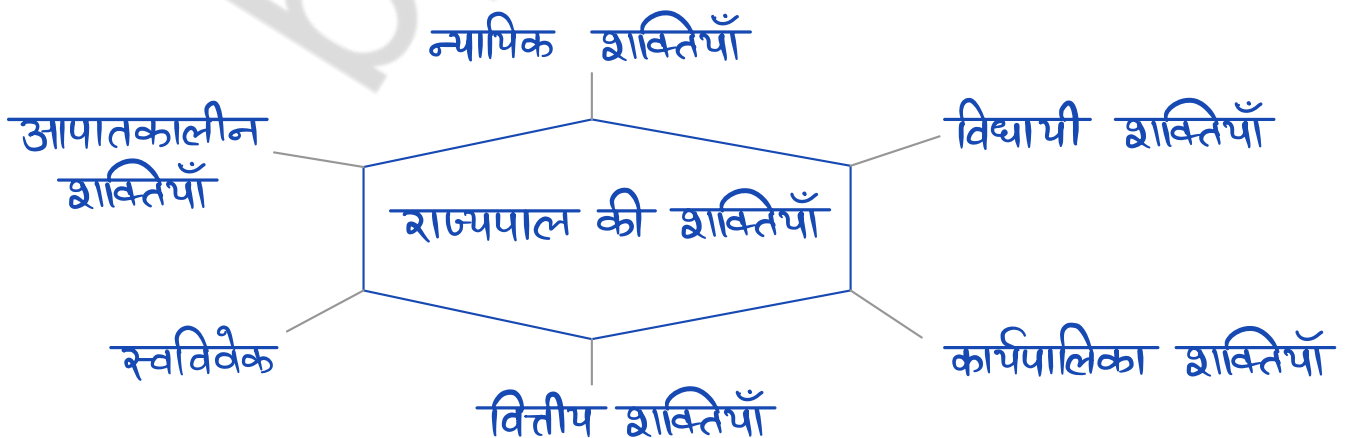 न्यायिक शक्तियाँ
विधायी शक्तियाँ
आपातकालीन
शक्तियाँ
राज्यपाल की शक्तियाँ
स्वविवेक
कार्यपालिका शक्तियाँ
वित्तीय शक्तियाँ